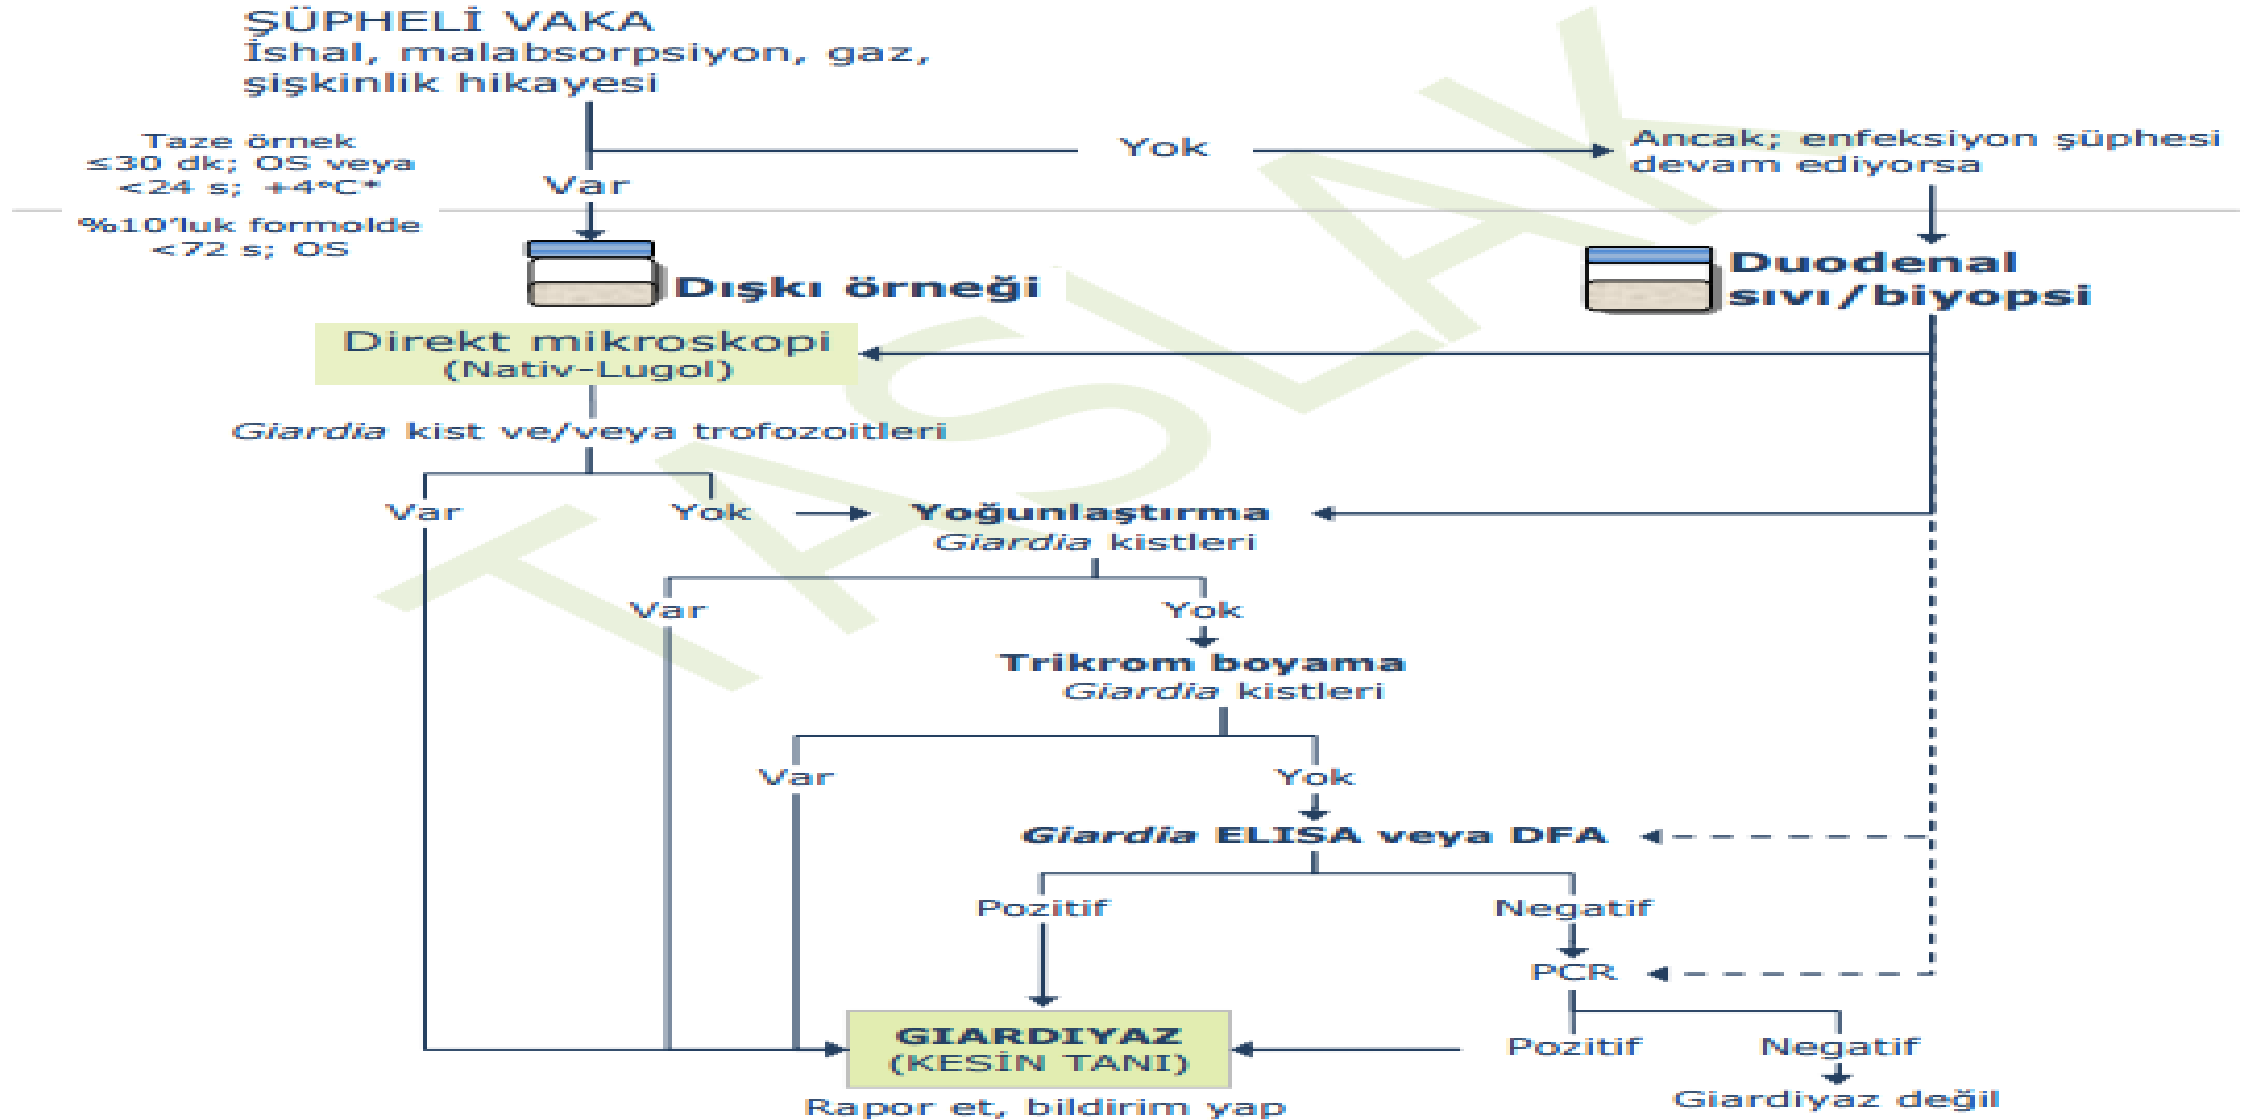 ŞÜPHELİ VAKA
İshal, malabsorpsiyon, gaz,
şişkinlik hikayesi
Taze örnek
≤30 dk; OS veya
<24 s; +4°C*
%10'luk formolde
<72 s; OS
Yok
Ancak; enfeksiyon şüphesi
devam ediyorsa
Var
Dışkı örneği
Duodenal
sıvı/biyopsi
Direkt mikroskopi
(Nativ-Lugol)
Giardia kist ve/veya trofozoitleri
Var
Yok
Yoğunlaştırma
Giardia kistleri
Var
Yok
Trikrom boyama
Giardia kistleri
Var
Yok
Giardia ELISA veya DFA
Pozitif
Negatif
PCR
GIARDIYAZ
(KESİN TANI)
Pozitif
Negatif
Rapor et, bildirim yap
Giardiyaz değil
TASLAK